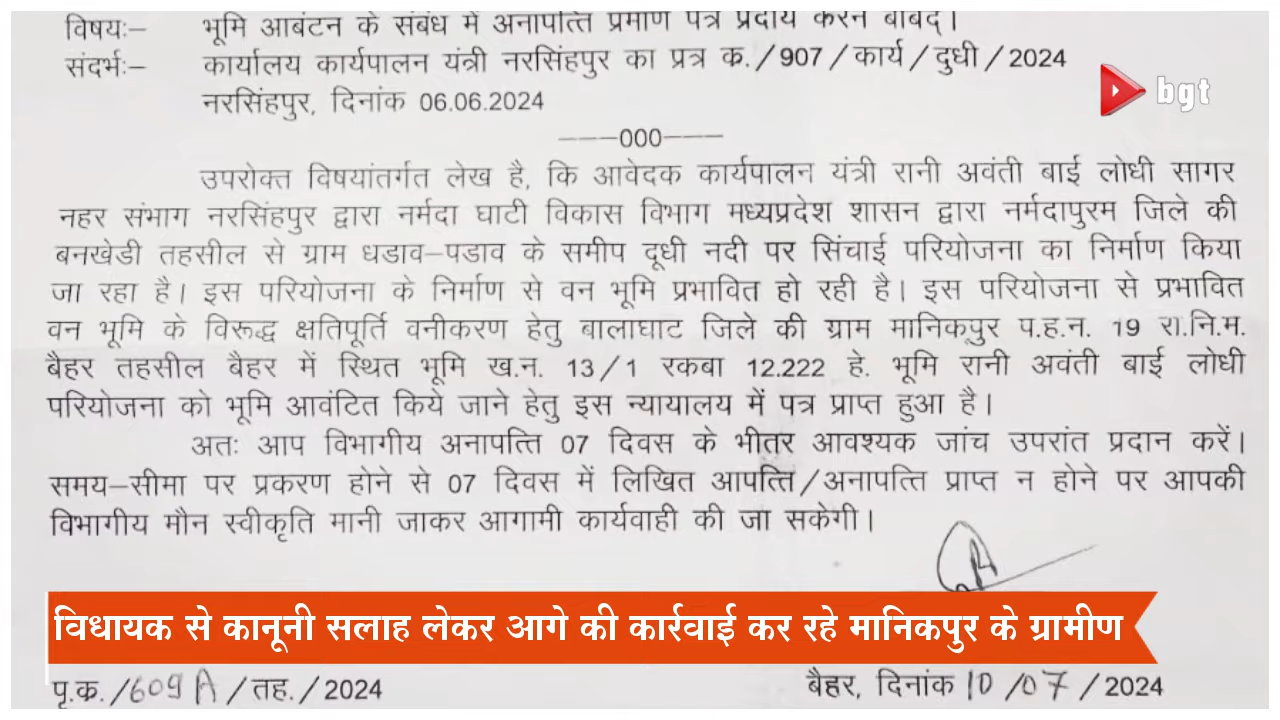 विषयः– भूमि आबंटन के संबंध में अनापत्ति प्रमाण पत्र प्रदाय करने बाबद्।
संदर्भः– कार्यालय कार्यपालन यंत्री नरसिंहपुर का प्रत्र क./907/कार्य/दुधी/2024
नरसिंहपुर, दिनांक 06.06.2024
bgt
–––000–––
उपरोक्त विषयांतर्गत लेख है, कि आवेदक कार्यपालन यंत्री रानी अवंती बाई लोधी सागर
नहर संभाग नरसिंहपुर द्वारा नर्मदा घाटी विकास विभाग मध्यप्रदेश शासन द्वारा नर्मदापुरम जिले की
बनखेडी तहसील से ग्राम धडाव–पडाव के समीप दूधी नदी पर सिंचाई परियोजना का निर्माण किया
जा रहा है। इस परियोजना के निर्माण से वन भूमि प्रभावित हो रही है। इस परियोजना से प्रभावित
वन भूमि के विरूद्ध क्षतिपूर्ति वनीकरण हेतु बालाघाट जिले की ग्राम मानिकपुर प.ह.न. 19 रा.नि.म.
बैहर तहसील बैहर में स्थित भूमि ख.न. 13/1 रकबा 12.222 हे. भूमि रानी अवंती बाई लोधी
परियोजना को भूमि आवंटित किये जाने हेतु इस न्यायालय में पत्र प्राप्त हुआ है।
अतः आप विभागीय अनापत्ति 07 दिवस के भीतर आवश्यक जांच उपरांत प्रदान करें।
समय–सीमा पर प्रकरण होने से 07 दिवस में लिखित आपत्ति/अनापत्ति प्राप्त न होने पर आपकी
विभागीय मौन स्वीकृति मानी जाकर आगामी कार्यवाही की जा सकेगी।
विधायक से कानूनी सलाह लेकर आगे की कार्रवाई कर रहे मानिकपुर के ग्रामीण
पृ.क./609A/तह./2024 बैहर, दिनांक 10/07/2024